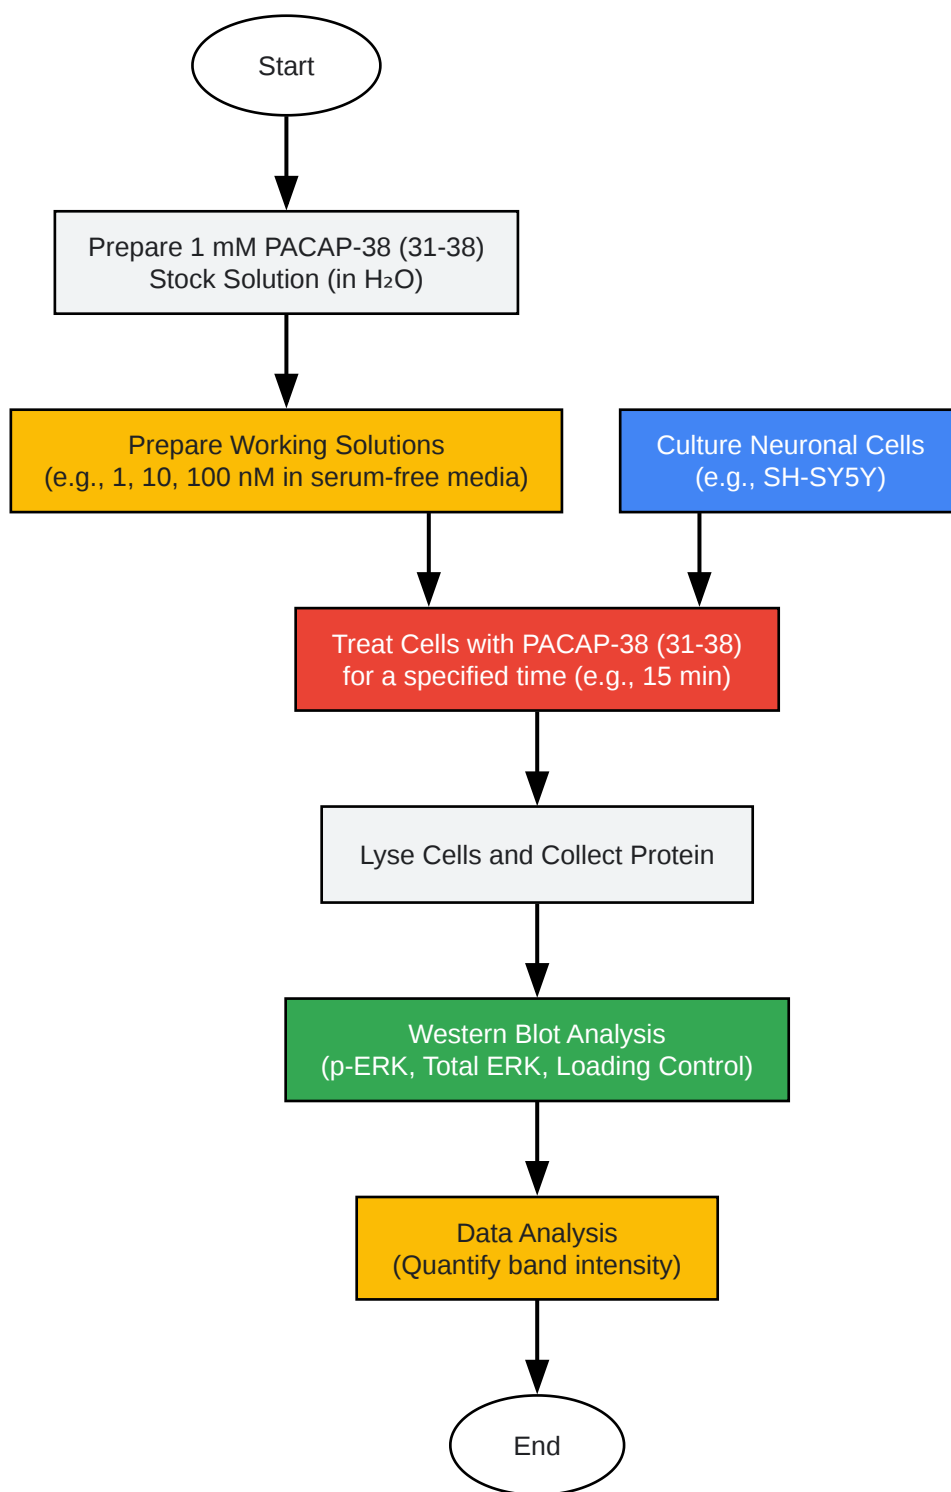 Start
Prepare 1 mM PACAP-38 (31-38)
Stock Solution (in H₂O)
Prepare Working Solutions
(e.g., 1, 10, 100 nM in serum-free media)
Culture Neuronal Cells
(e.g., SH-SY5Y)
Treat Cells with PACAP-38 (31-38)
for a specified time (e.g., 15 min)
Lyse Cells and Collect Protein
Western Blot Analysis
(p-ERK, Total ERK, Loading Control)
Data Analysis
(Quantify band intensity)
End